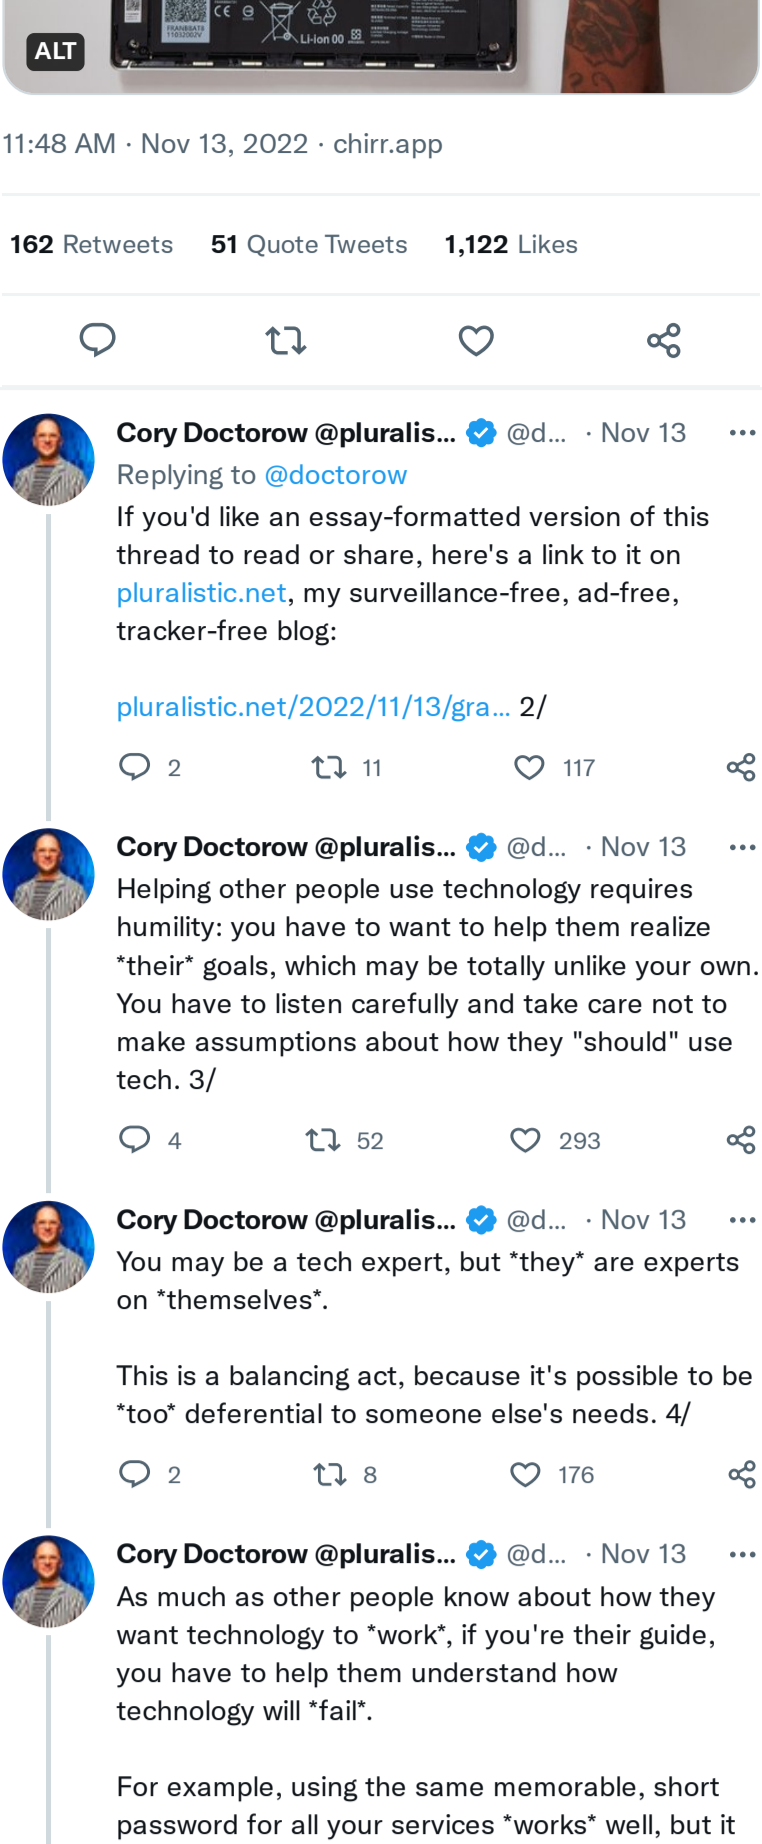 FRANBBAT8
Li-ion 00
ALT
11:48 AM · Nov 13, 2022 · chirr.app
162 Retweets 51 Quote Tweets 1,122 Likes
Cory Doctorow @pluralis... @d... · Nov 13
Replying to @doctorow
If you'd like an essay-formatted version of this
thread to read or share, here's a link to it on
pluralistic.net, my surveillance-free, ad-free,
tracker-free blog:
pluralistic.net/2022/11/13/gra... 2/
2 11 117
Cory Doctorow @pluralis... @d... · Nov 13
Helping other people use technology requires
humility: you have to want to help them realize
*their* goals, which may be totally unlike your own.
You have to listen carefully and take care not to
make assumptions about how they "should" use
tech. 3/
4 52 293
Cory Doctorow @pluralis... @d... · Nov 13
You may be a tech expert, but *they* are experts
on *themselves*.
This is a balancing act, because it's possible to be
*too* deferential to someone else's needs. 4/
2 8 176
Cory Doctorow @pluralis... @d... · Nov 13
As much as other people know about how they
want technology to *work*, if you're their guide,
you have to help them understand how
technology will *fail*.
For example, using the same memorable, short
password for all your services *works* well, but it